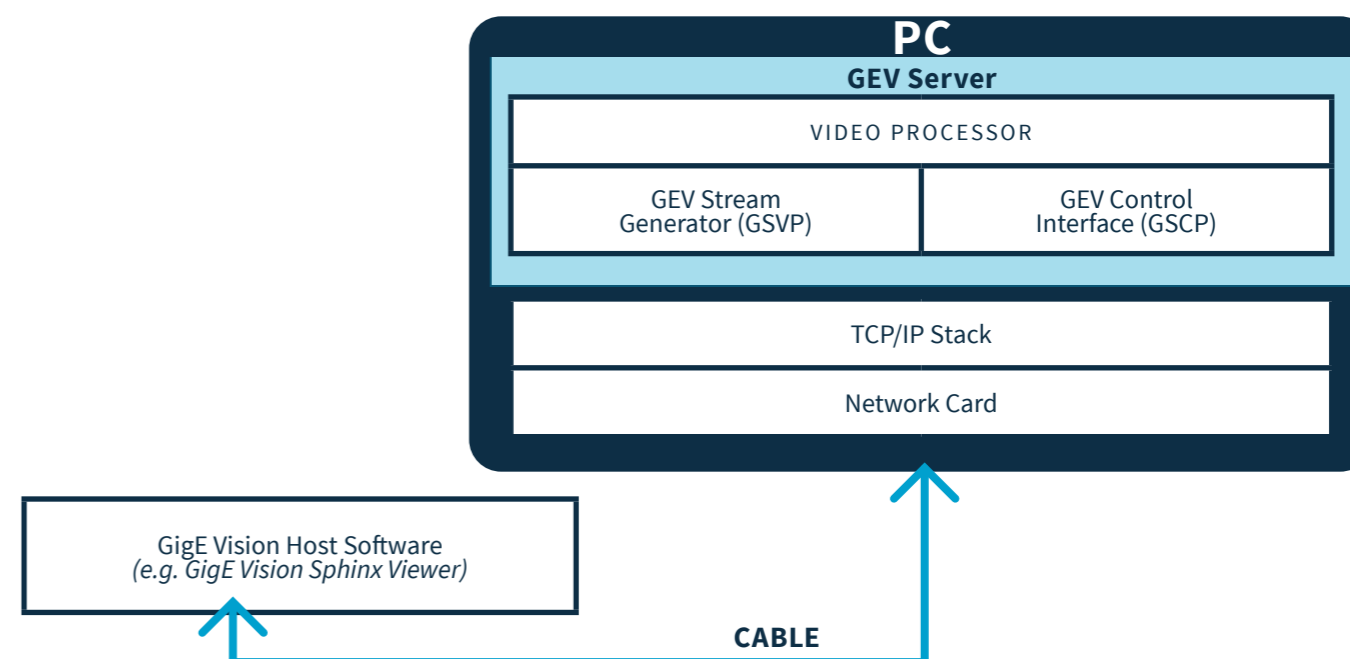 PC
GEV Server
VIDEO PROCESSOR
GEV Stream
Generator (GSVP)
GEV Control
Interface (GSCP)
TCP/IP Stack
Network Card
GigE Vision Host Software
(e.g. GigE Vision Sphinx Viewer)
CABLE